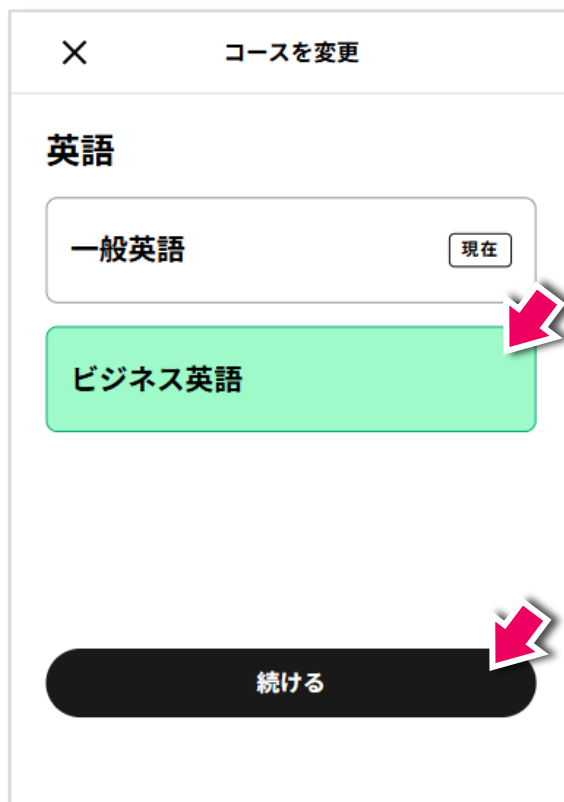 コースを変更
英語
一般英語 現在
ビジネス英語
続ける